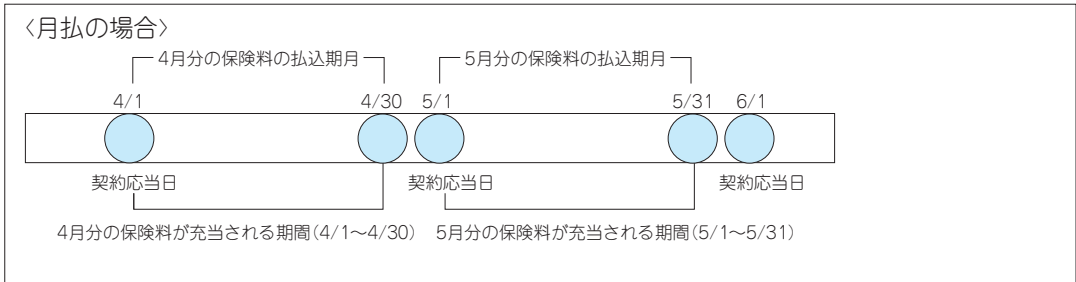 〈月払の場合〉
4月分の保険料の払込期月 5月分の保険料の払込期月
4/1 4/30 5/1 5/31 6/1
契約応当日 契約応当日 契約応当日
4月分の保険料が充当される期間(4/1〜4/30) 5月分の保険料が充当される期間(5/1〜5/31)